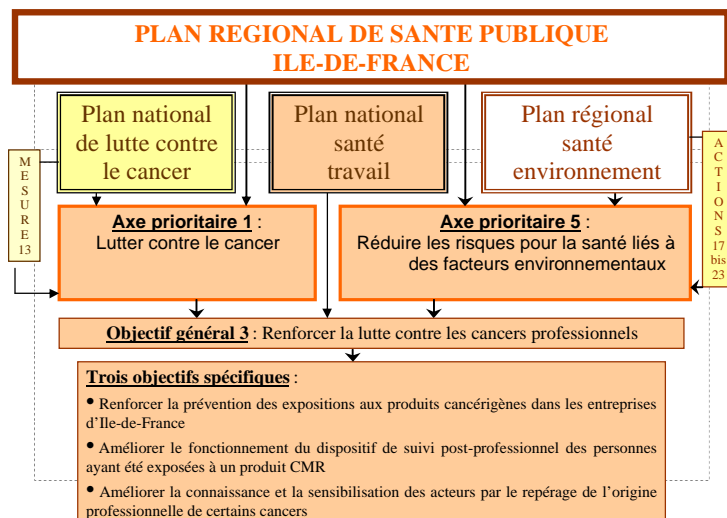 PLAN REGIONAL DE SANTE PUBLIQUE
ILE-DE-FRANCE
Plan national
de lutte contre
le cancer
Plan national
santé
travail
Plan régional
santé
environnement
M
E
S
U
R
E
13
A
C
T
I
O
N
S
17
bis
23
Axe prioritaire 1 :
Lutter contre le cancer
Axe prioritaire 5 :
Réduire les risques pour la santé liés à
des facteurs environnementaux
Objectif général 3 : Renforcer la lutte contre les cancers professionnels
Trois objectifs spécifiques :
• Renforcer la prévention des expositions aux produits cancérigènes dans les entreprises
d'Ile-de-France
• Améliorer le fonctionnement du dispositif de suivi post-professionnel des personnes
ayant été exposées à un produit CMR
• Améliorer la connaissance et la sensibilisation des acteurs par le repérage de l'origine
professionnelle de certains cancers